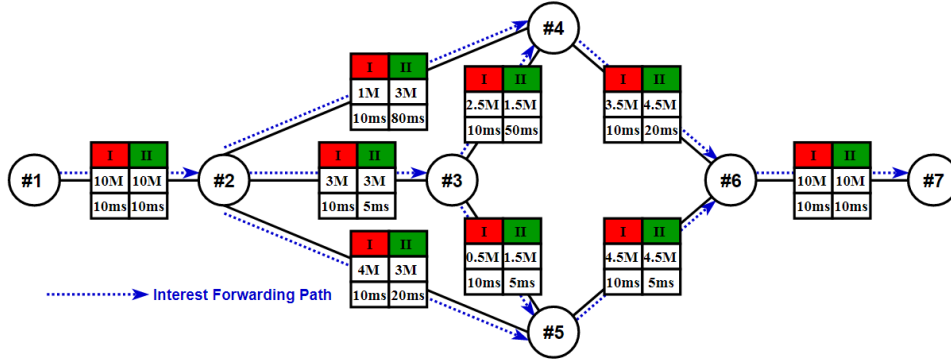 #4
I II
1M 3M
10ms 80ms
I II
2.5M 1.5M
10ms 50ms
I II
3.5M 4.5M
10ms 20ms
#1
I II
10M 10M
10ms 10ms
#2
I II
3M 3M
10ms 5ms
#3
#6
I II
10M 10M
10ms 10ms
#7
I II
4M 3M
10ms 20ms
I II
0.5M 1.5M
10ms 5ms
I II
4.5M 4.5M
10ms 5ms
Interest Forwarding Path
#5